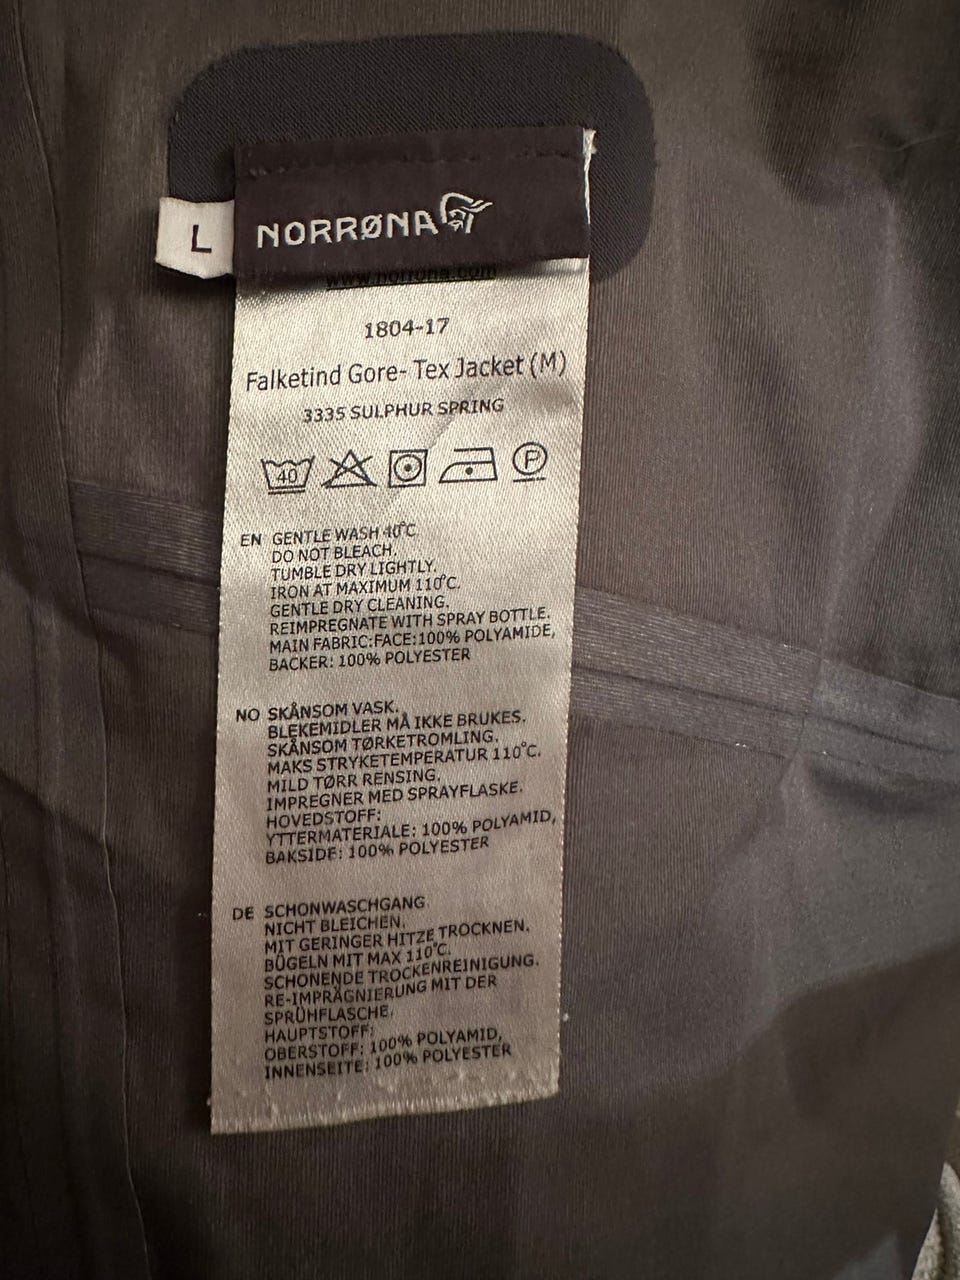 L
NORRØNA
www.norrona.com
1804-17
Falketind Gore- Tex Jacket (M)
3335 SULPHUR SPRING
40 P
EN GENTLE WASH 40°C
DO NOT BLEACH.
TUMBLE DRY LIGHTLY.
IRON AT MAXIMUM 110°C.
GENTLE DRY CLEANING.
REIMPREGNATE WITH SPRAY BOTTLE.
MAIN FABRIC:FACE:100% POLYAMIDE,
BACKER: 100% POLYESTER
NO SKÅNSOM VASK.
BLEKEMIDLER MÅ IKKE BRUKES.
SKÅNSOM TØRKETROMLING.
MAKS STRYKETEMPERATUR 110°C.
MILD TØRR RENSING.
IMPREGNER MED SPRAYFLASKE.
HOVEDSTOFF:
YTTERMATERIALE: 100% POLYAMID,
BAKSIDE: 100% POLYESTER
DE SCHONWASCHGANG
NICHT BLEICHEN.
MIT GERINGER HITZE TROCKNEN.
BÜGELN MIT MAX 110°C.
SCHONENDE TROCKENREINIGUNG.
RE-IMPRÄGNIERUNG MIT DER
SPRÜHFLASCHE.
HAUPTSTOFF:
OBERSTOFF: 100% POLYAMID,
INNENSEITE: 100% POLYESTER